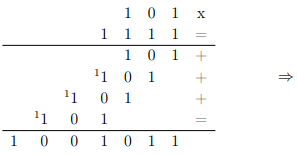 1 0 1 x
1 1 1 1 =
1 0 1 +
¹1 0 1 +
¹1 0 1 + ⇒
¹1 0 1 =
1 0 0 1 0 1 1